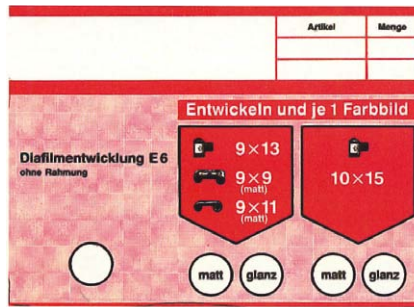 Artikel Menge
Entwickeln und je 1 Farbbild
Diafilmentwicklung E6
ohne Rahmung
9×13
9×9
(matt)
9×11
(matt)
10×15
matt glanz matt glanz